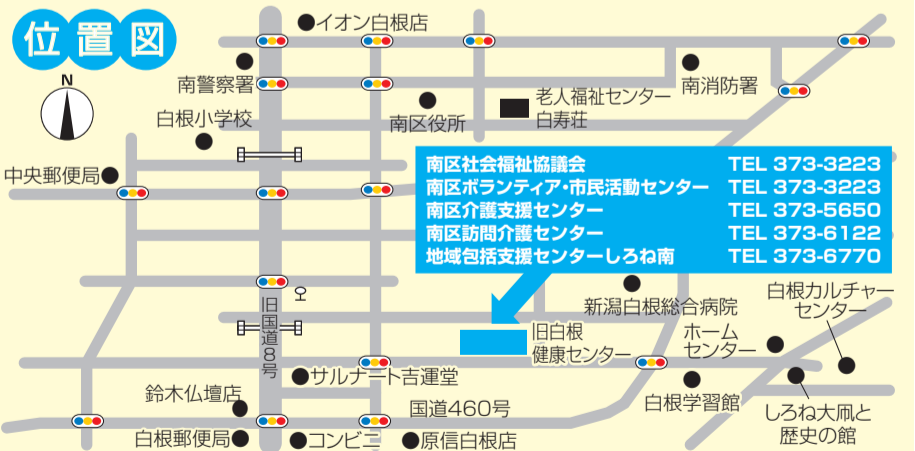 位置図
イオン白根店
N
南警察署
南消防署
老人福祉センター
白寿荘
白根小学校
南区役所
中央郵便局
南区社会福祉協議会 TEL 373-3223
南区ボランティア・市民活動センター TEL 373-3223
南区介護支援センター TEL 373-5650
南区訪問介護センター TEL 373-6122
地域包括支援センターしろね南 TEL 373-6770
旧国道8号
新潟白根総合病院
白根カルチャー
センター
旧白根
健康センター
ホーム
センター
サルナート吉運堂
鈴木仏壇店
国道460号
白根学習館
しろね大凧と
歴史の館
白根郵便局
コンビニ
原信白根店